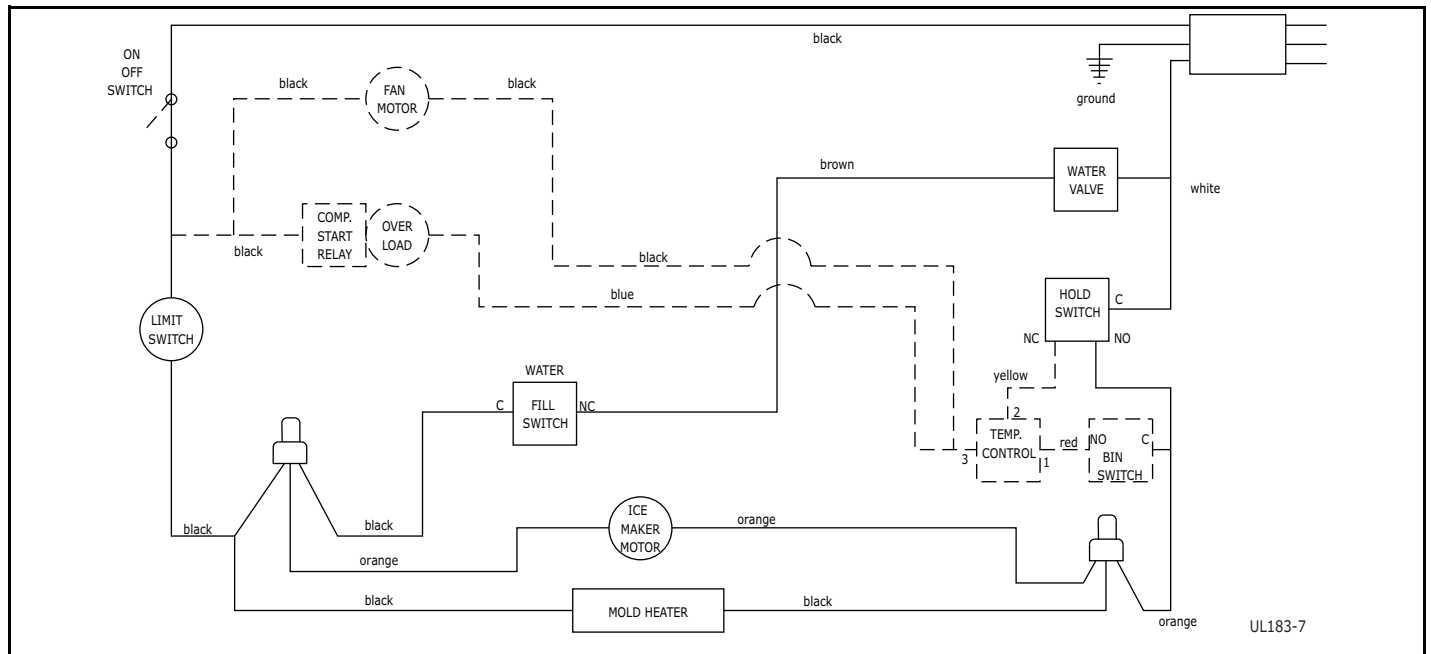 black
ON
OFF
SWITCH
ground
black
FAN
MOTOR
black
brown
WATER
VALVE
white
COMP.
START
RELAY
OVER
LOAD
black
black
blue
HOLD
SWITCH
C
NC
NO
LIMIT
SWITCH
yellow
WATER
C
FILL
SWITCH
NC
2
TEMP.
CONTROL
3
1
red
NO
C
BIN
SWITCH
black
black
orange
ICE
MAKER
MOTOR
orange
black
MOLD HEATER
black
orange
UL183-7